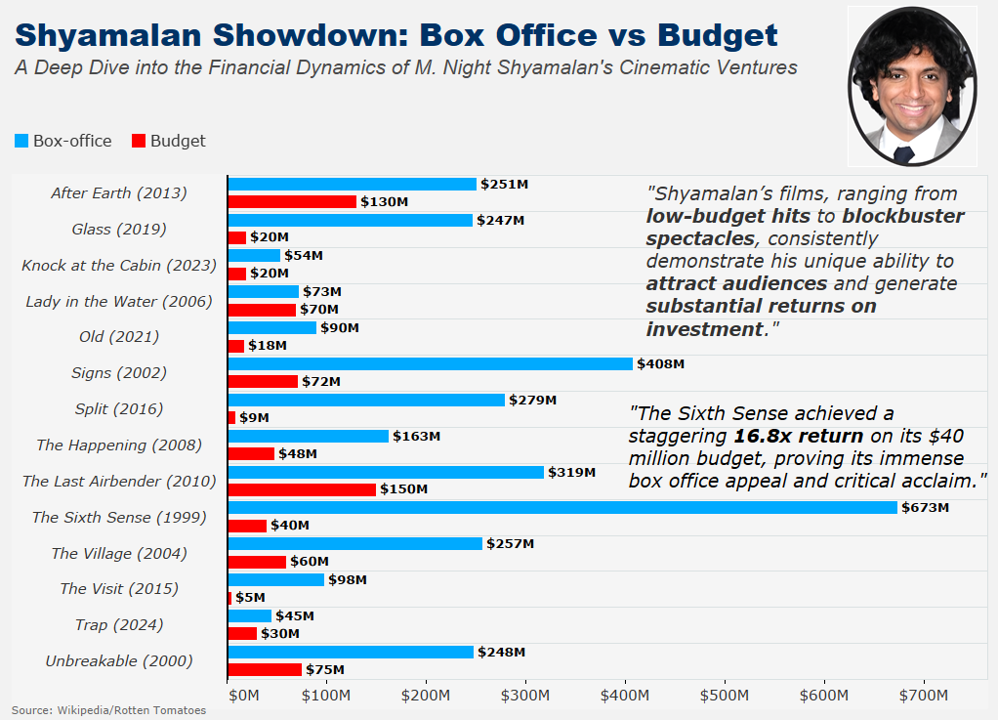 Shyamalan Showdown: Box Office vs Budget
A Deep Dive into the Financial Dynamics of M. Night Shyamalan's Cinematic Ventures
Box-office Budget
After Earth (2013)
$251M
$130M
Glass (2019)
$247M
$20M
Knock at the Cabin (2023)
$54M
$20M
Lady in the Water (2006)
$73M
$70M
Old (2021)
$90M
$18M
Signs (2002)
$408M
$72M
Split (2016)
$279M
$9M
The Happening (2008)
$163M
$48M
The Last Airbender (2010)
$319M
$150M
The Sixth Sense (1999)
$673M
$40M
The Village (2004)
$257M
$60M
The Visit (2015)
$98M
$5M
Trap (2024)
$45M
$30M
Unbreakable (2000)
$248M
$75M
"Shyamalan’s films, ranging from
low-budget hits to blockbuster
spectacles, consistently
demonstrate his unique ability to
attract audiences and generate
substantial returns on
investment."
"The Sixth Sense achieved a
staggering 16.8x return on its $40
million budget, proving its immense
box office appeal and critical acclaim."
$0M $100M $200M $300M $400M $500M $600M $700M
Source: Wikipedia/Rotten Tomatoes